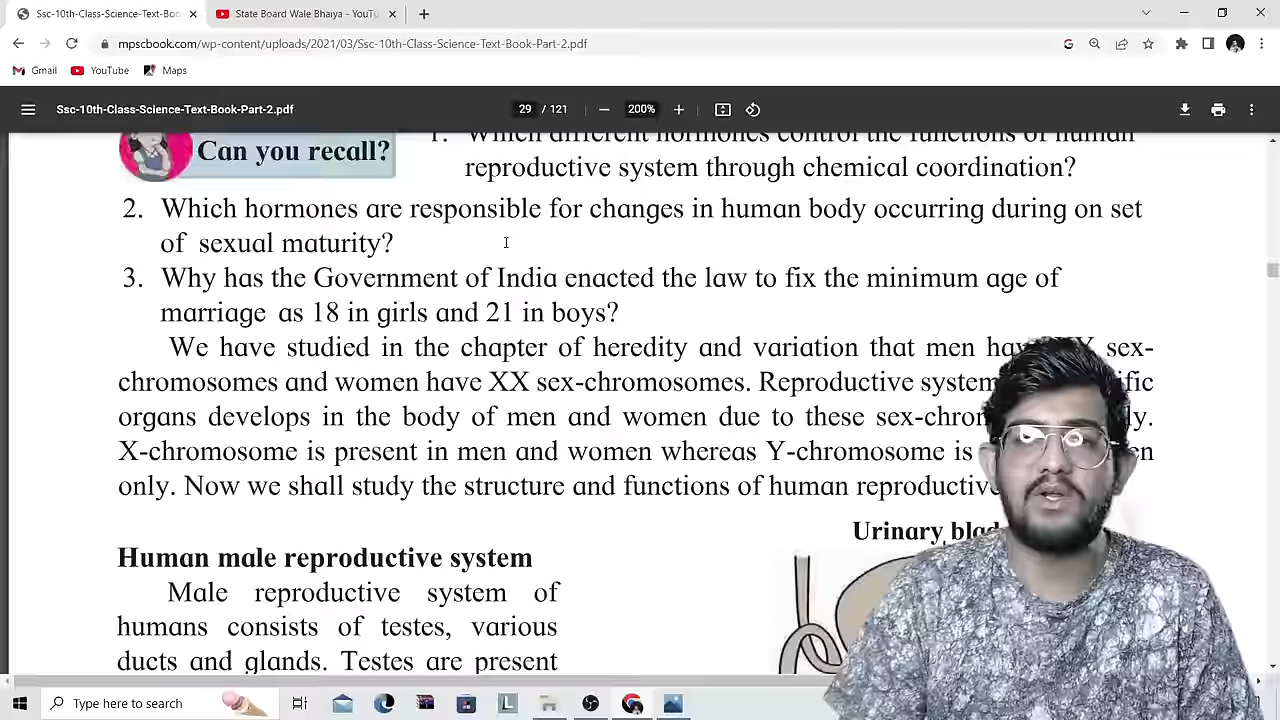 Ssc-10th-Class-Science-Text-Boo
State Board Wale Bhaiya - YouTu
mpscbook.com/wp-content/uploads/2021/03/Ssc-10th-Class-Science-Text-Book-Part-2.pdf
Gmail YouTube Maps
Ssc-10th-Class-Science-Text-Book-Part-2.pdf 29 / 121 200%
Can you recall?
1. Which different hormones control the functions of human
reproductive system through chemical coordination?
2. Which hormones are responsible for changes in human body occurring during on set
of sexual maturity?
3. Why has the Government of India enacted the law to fix the minimum age of
marriage as 18 in girls and 21 in boys?
We have studied in the chapter of heredity and variation that men sex-
chromosomes and women have XX sex-chromosomes. Reproductive system
organs develops in the body of men and women due to these
X-chromosome is present in men and women whereas Y-chromosome is
only. Now we shall study the structure and functions of human
Urinary
Human male reproductive system
Male reproductive system of
humans consists of testes, various
ducts and glands. Testes are present
Type here to search